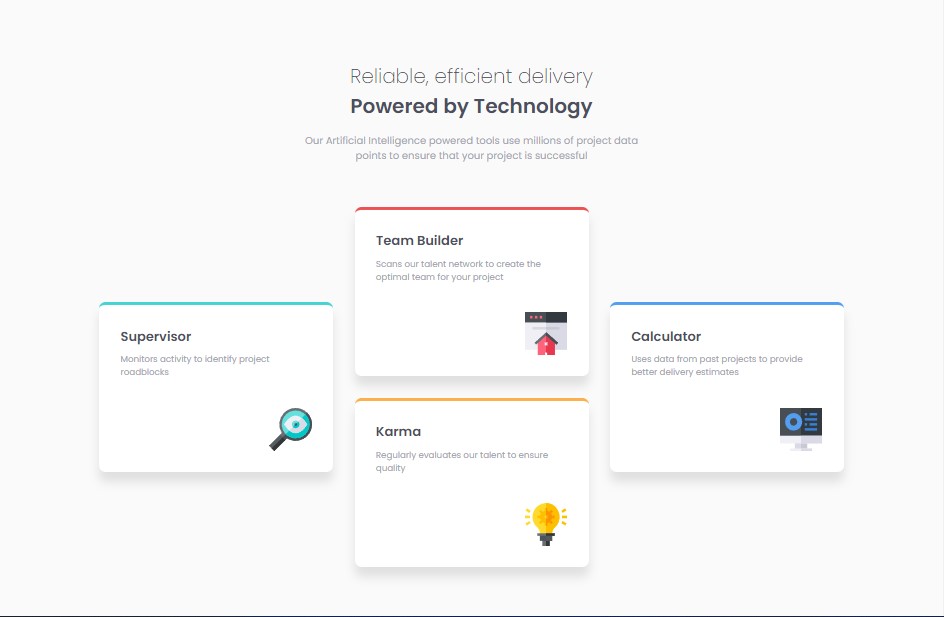 Reliable, efficient delivery
Powered by Technology
Our Artificial Intelligence powered tools use millions of project data
points to ensure that your project is successful
Team Builder
Scans our talent network to create the
optimal team for your project
Supervisor
Monitors activity to identify project
roadblocks
Calculator
Uses data from past projects to provide
better delivery estimates
Karma
Regularly evaluates our talent to ensure
quality